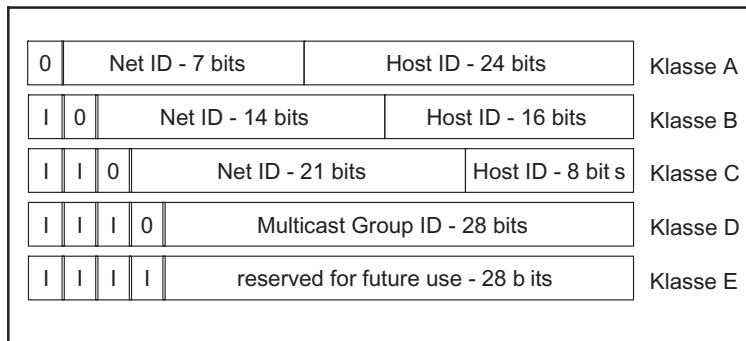 0 Net ID - 7 bits Host ID - 24 bits Klasse A
I 0 Net ID - 14 bits Host ID - 16 bits Klasse B
I I 0 Net ID - 21 bits Host ID - 8 bit s Klasse C
I I I 0 Multicast Group ID - 28 bits Klasse D
I I I I reserved for future use - 28 b its Klasse E